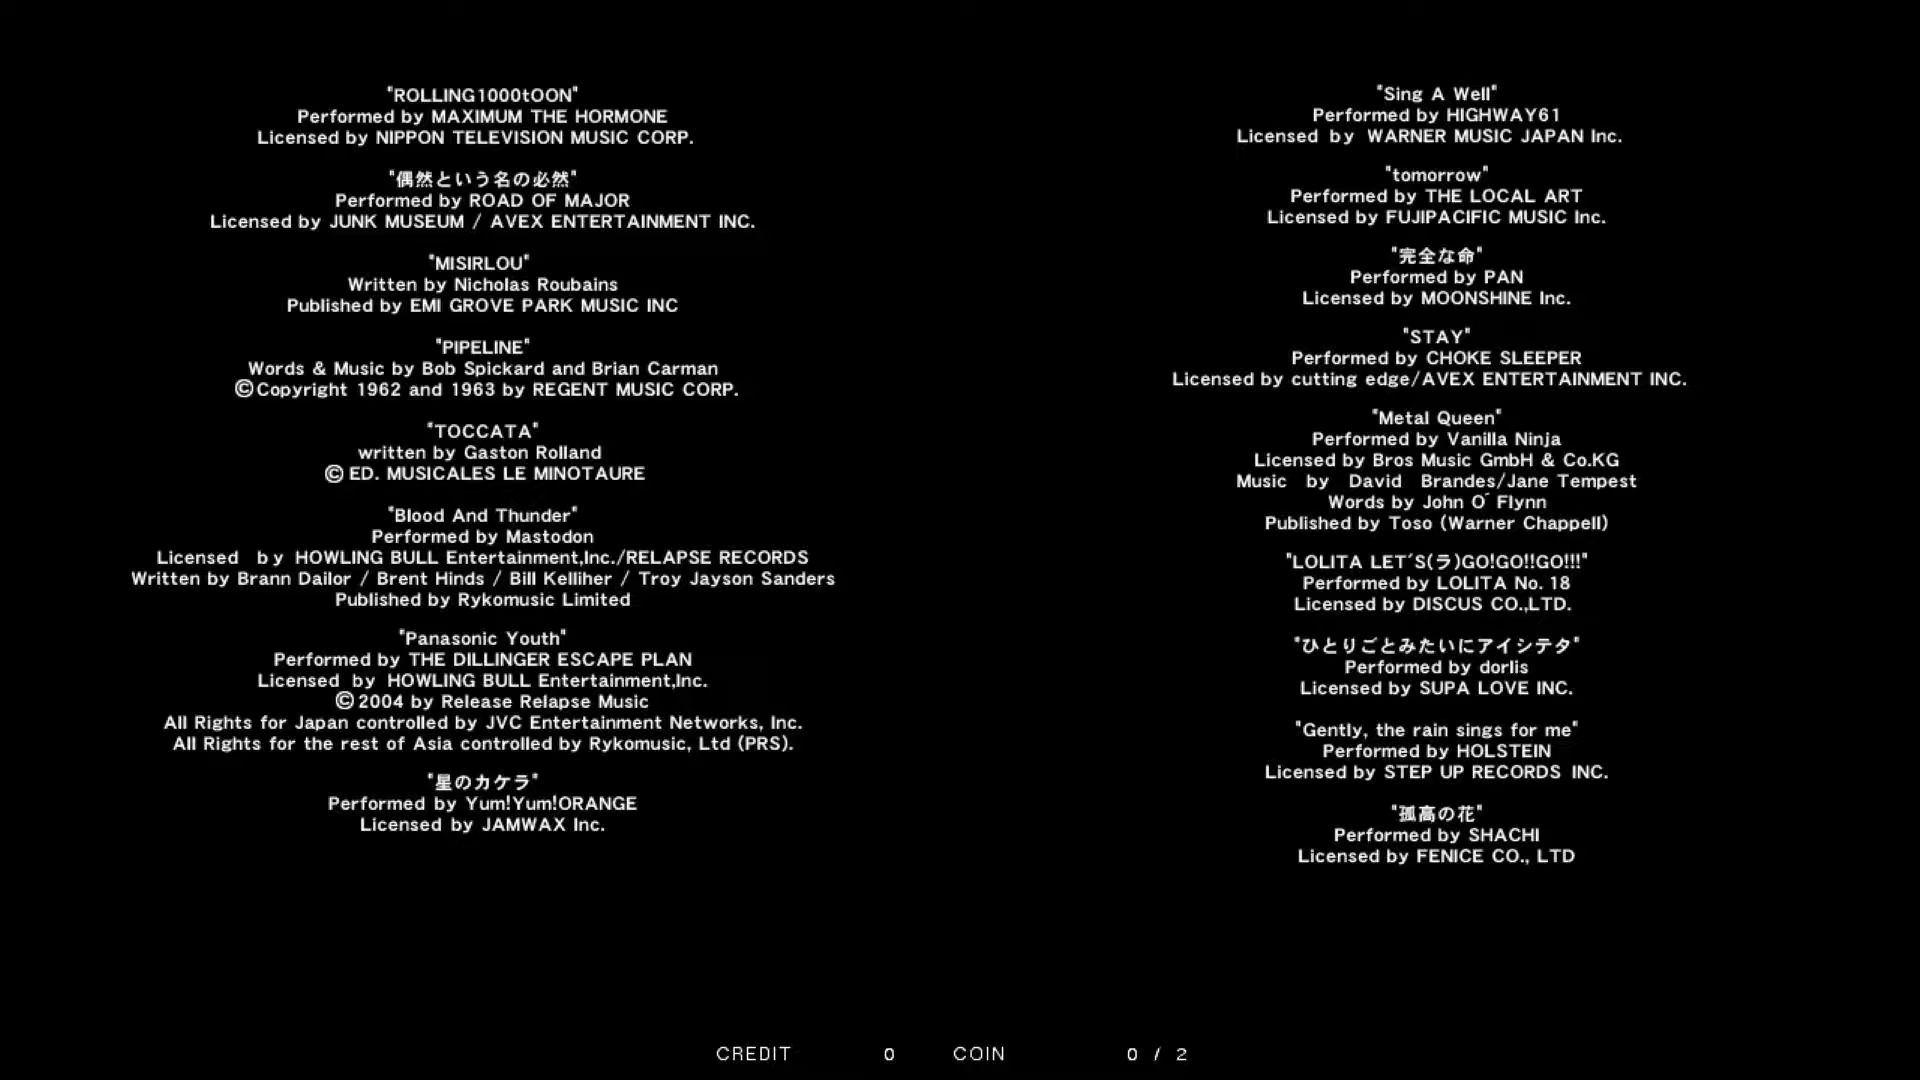 "ROLLING1000tOON"
Performed by MAXIMUM THE HORMONE
Licensed by NIPPON TELEVISION MUSIC CORP.
"偶然という名の必然"
Performed by ROAD OF MAJOR
Licensed by JUNK MUSEUM / AVEX ENTERTAINMENT INC.
"MISIRLOU"
Written by Nicholas Roubains
Published by EMI GROVE PARK MUSIC INC
"PIPELINE"
Words & Music by Bob Spickard and Brian Carman
©Copyright 1962 and 1963 by REGENT MUSIC CORP.
"TOCCATA"
written by Gaston Rolland
© ED. MUSICALES LE MINOTAURE
"Blood And Thunder"
Performed by Mastodon
Licensed by HOWLING BULL Entertainment,Inc./RELAPSE RECORDS
Written by Brann Dailor / Brent Hinds / Bill Kelliher / Troy Jayson Sanders
Published by Rykomusic Limited
"Panasonic Youth"
Performed by THE DILLINGER ESCAPE PLAN
Licensed by HOWLING BULL Entertainment,Inc.
©2004 by Release Relapse Music
All Rights for Japan controlled by JVC Entertainment Networks, Inc.
All Rights for the rest of Asia controlled by Rykomusic, Ltd (PRS).
"星のカケラ"
Performed by Yum!Yum!ORANGE
Licensed by JAMWAX Inc.
"Sing A Well"
Performed by HIGHWAY61
Licensed by WARNER MUSIC JAPAN Inc.
"tomorrow"
Performed by THE LOCAL ART
Licensed by FUJIPACIFIC MUSIC Inc.
"完全な命"
Performed by PAN
Licensed by MOONSHINE Inc.
"STAY"
Performed by CHOKE SLEEPER
Licensed by cutting edge/AVEX ENTERTAINMENT INC.
"Metal Queen"
Performed by Vanilla Ninja
Licensed by Bros Music GmbH & Co.KG
Music by David Brandes/Jane Tempest
Words by John O´Flynn
Published by Toso (Warner Chappell)
"LOLITA LET´S(ラ)GO!GO!!GO!!!"
Performed by LOLITA No. 18
Licensed by DISCUS CO.,LTD.
"ひとりごとみたいにアイシテタ"
Performed by dorlis
Licensed by SUPA LOVE INC.
"Gently, the rain sings for me"
Performed by HOLSTEIN
Licensed by STEP UP RECORDS INC.
"孤高の花"
Performed by SHACHI
Licensed by FENICE CO., LTD
CREDIT 0 COIN 0 / 2